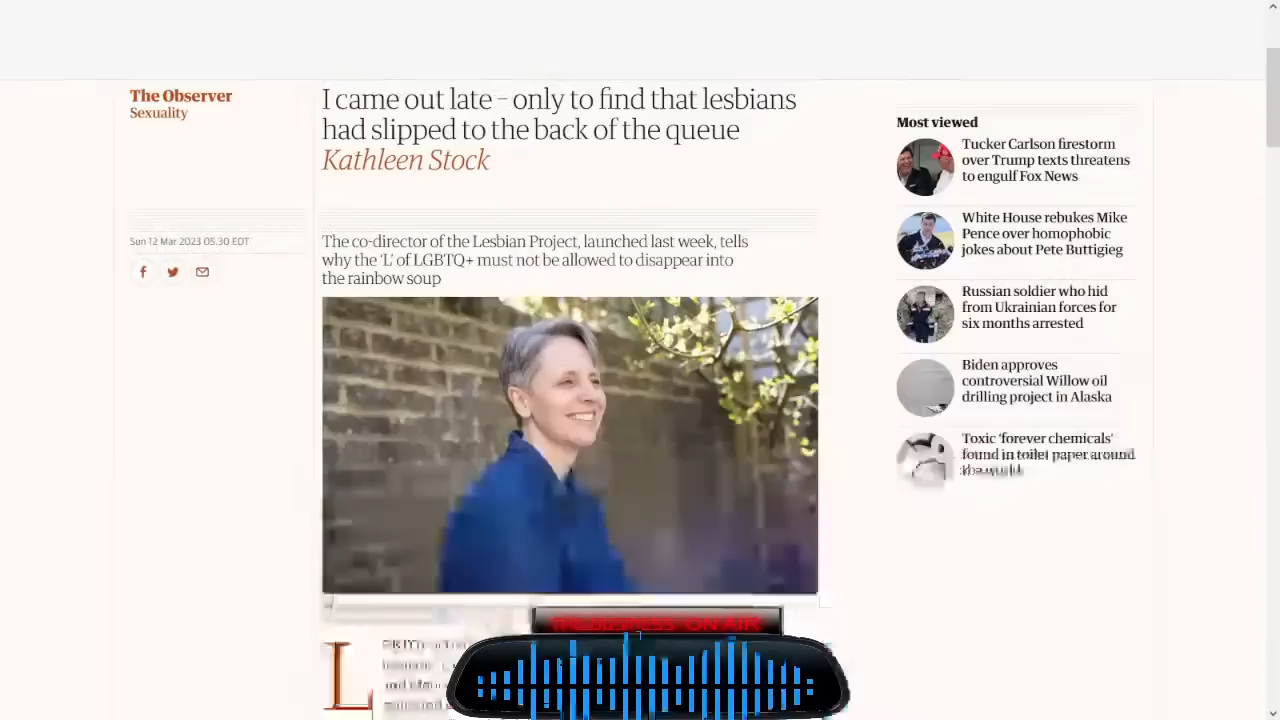 The Observer
Sexuality
I came out late – only to find that lesbians
had slipped to the back of the queue
Kathleen Stock
Sun 12 Mar 2023 05.30 EDT
The co-director of the Lesbian Project, launched last week, tells
why the ‘L’ of LGBTQ+ must not be allowed to disappear into
the rainbow soup
Most viewed
Tucker Carlson firestorm
over Trump texts threatens
to engulf Fox News
White House rebukes Mike
Pence over homophobic
jokes about Pete Buttigieg
Russian soldier who hid
from Ukrainian forces for
six months arrested
Biden approves
controversial Willow oil
drilling project in Alaska
Toxic ‘forever chemicals’
found in toilet paper around
the world
ON AIR
L